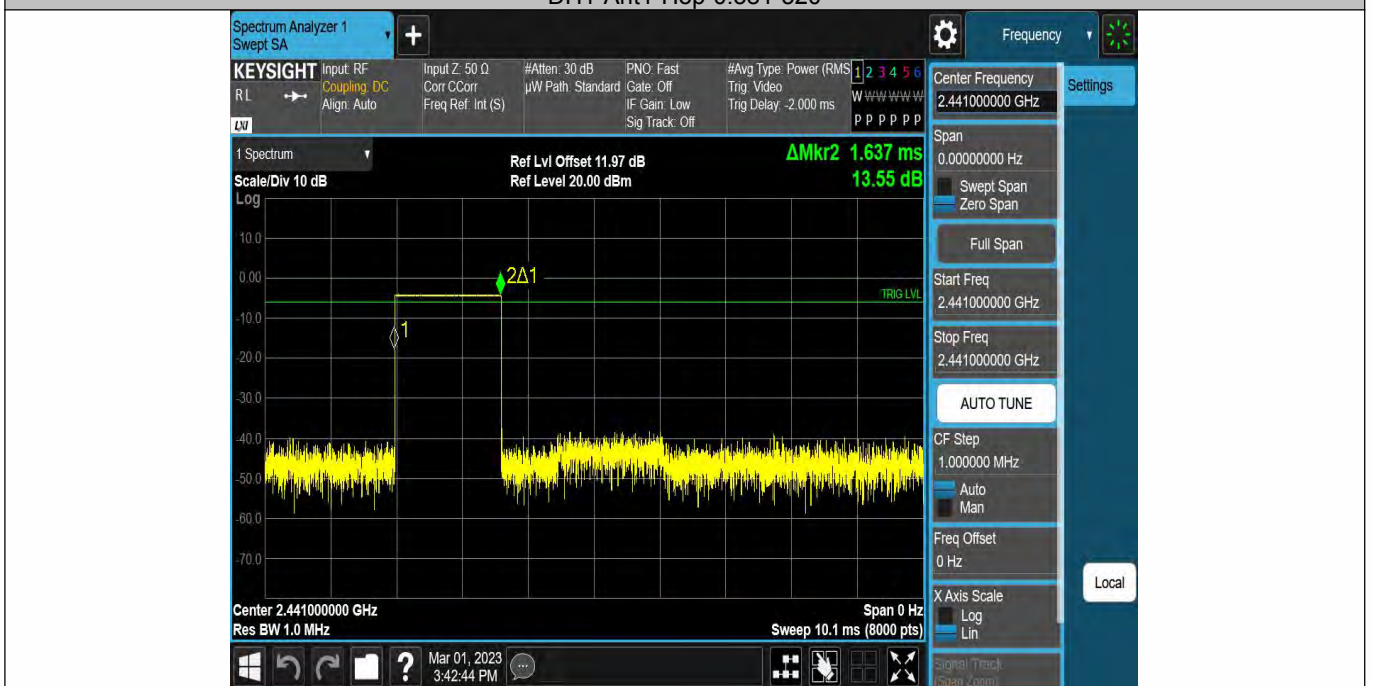 Spectrum Analyzer 1
Swept SA
+
Frequency
KEYSIGHT
RL
LXI
Input: RF
Coupling: DC
Align: Auto
Input Z: 50 Ω
Corr CCorr
Freq Ref: Int (S)
#Atten: 30 dB
µW Path: Standard
PNO: Fast
Gate: Off
IF Gain: Low
Sig Track: Off
#Avg Type: Power (RMS
Trig: Video
Trig Delay: -2.000 ms
1 2 3 4 5 6
W W W W W W
P P P P P P
1 Spectrum
Scale/Div 10 dB
Log
Ref Lvl Offset 11.97 dB
Ref Level 20.00 dBm
ΔMkr2 1.637 ms
13.55 dB
10.0
0.00
-10.0
-20.0
-30.0
-40.0
-50.0
-60.0
-70.0
2Δ1
1
TRIG LVL
Center 2.441000000 GHz
Res BW 1.0 MHz
Span 0 Hz
Sweep 10.1 ms (8000 pts)
Mar 01, 2023
3:42:44 PM
Center Frequency
2.441000000 GHz
Span
0.00000000 Hz
Swept Span
Zero Span
Full Span
Start Freq
2.441000000 GHz
Stop Freq
2.441000000 GHz
AUTO TUNE
CF Step
1.000000 MHz
Auto
Man
Freq Offset
0 Hz
X Axis Scale
Log
Lin
Signal Track
(Span Zoom)
Settings
Local